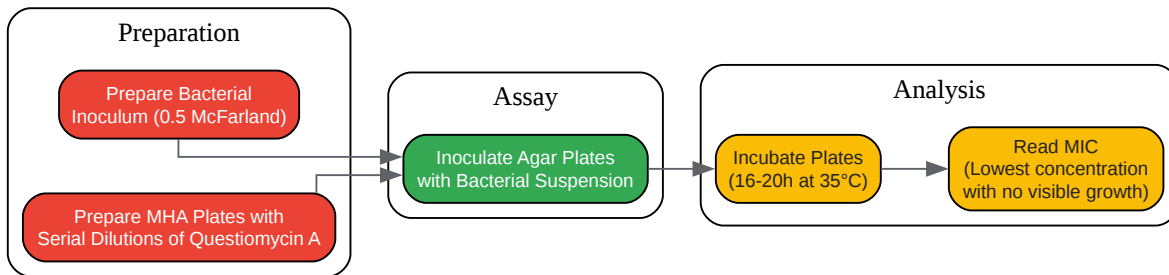 Preparation
Prepare Bacterial
Inoculum (0.5 McFarland)
Prepare MHA Plates with
Serial Dilutions of Questiomycin A
Assay
Inoculate Agar Plates
with Bacterial Suspension
Analysis
Incubate Plates
(16-20h at 35°C)
Read MIC
(Lowest concentration
with no visible growth)